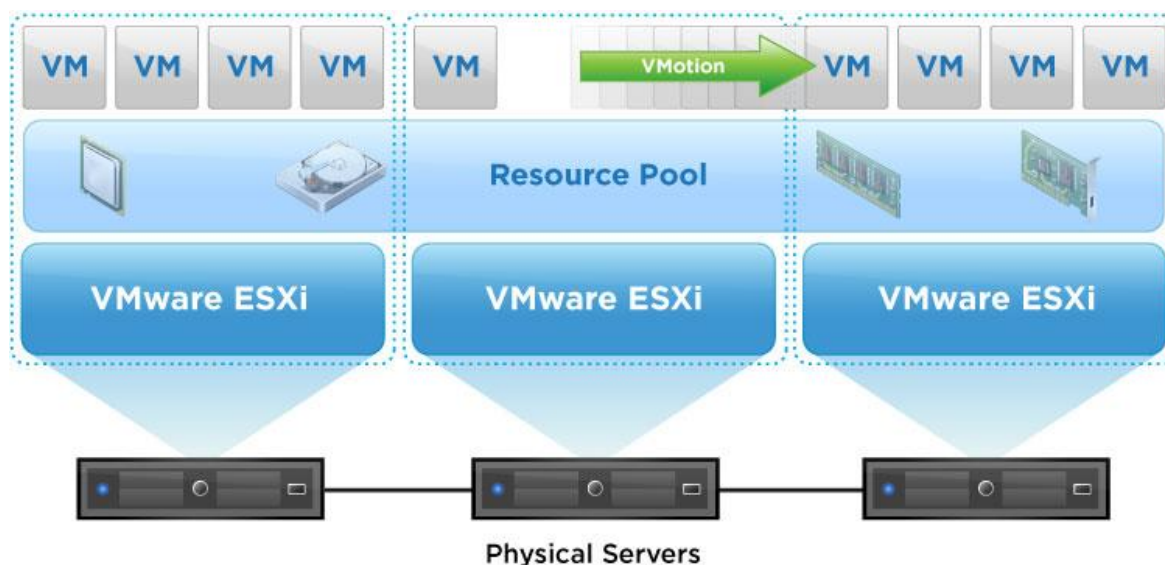 VM VM VM VM VM VMotion VM VM VM VM
Resource Pool
VMware ESXi VMware ESXi VMware ESXi
Physical Servers